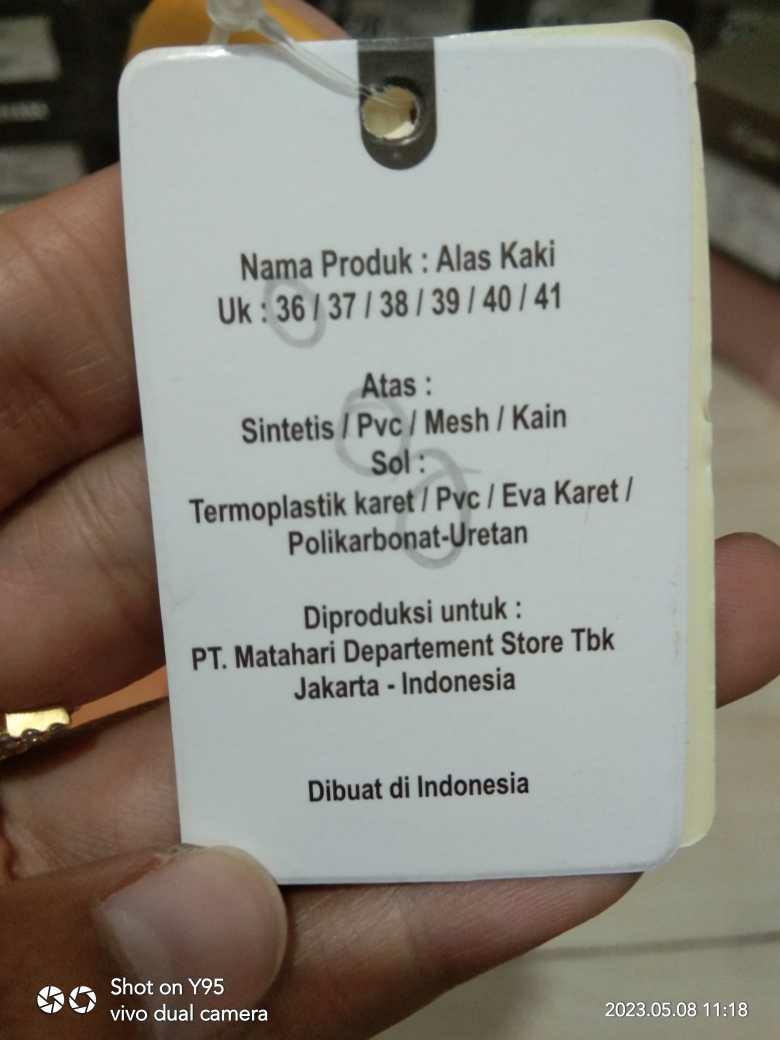 Nama Produk : Alas Kaki
Uk : 36 / 37 / 38 / 39 / 40 / 41
Atas :
Sintetis / Pvc / Mesh / Kain
Sol :
Termoplastik karet / Pvc / Eva Karet /
Polikarbonat-Uretan
Diproduksi untuk :
PT. Matahari Departement Store Tbk
Jakarta - Indonesia
Dibuat di Indonesia
Shot on Y95
vivo dual camera
2023.05.08 11:18